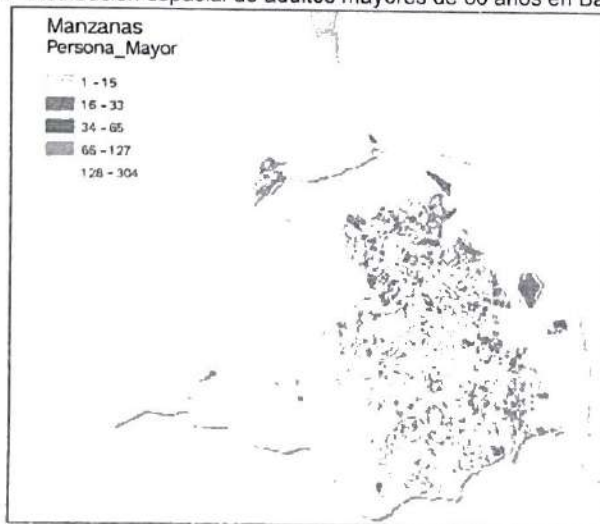 espacial de adultos mayores de 60 años en Ba
Manzanas
Persona_Mayor
1 - 15
16 - 33
34 - 65
66 - 127
128 - 304